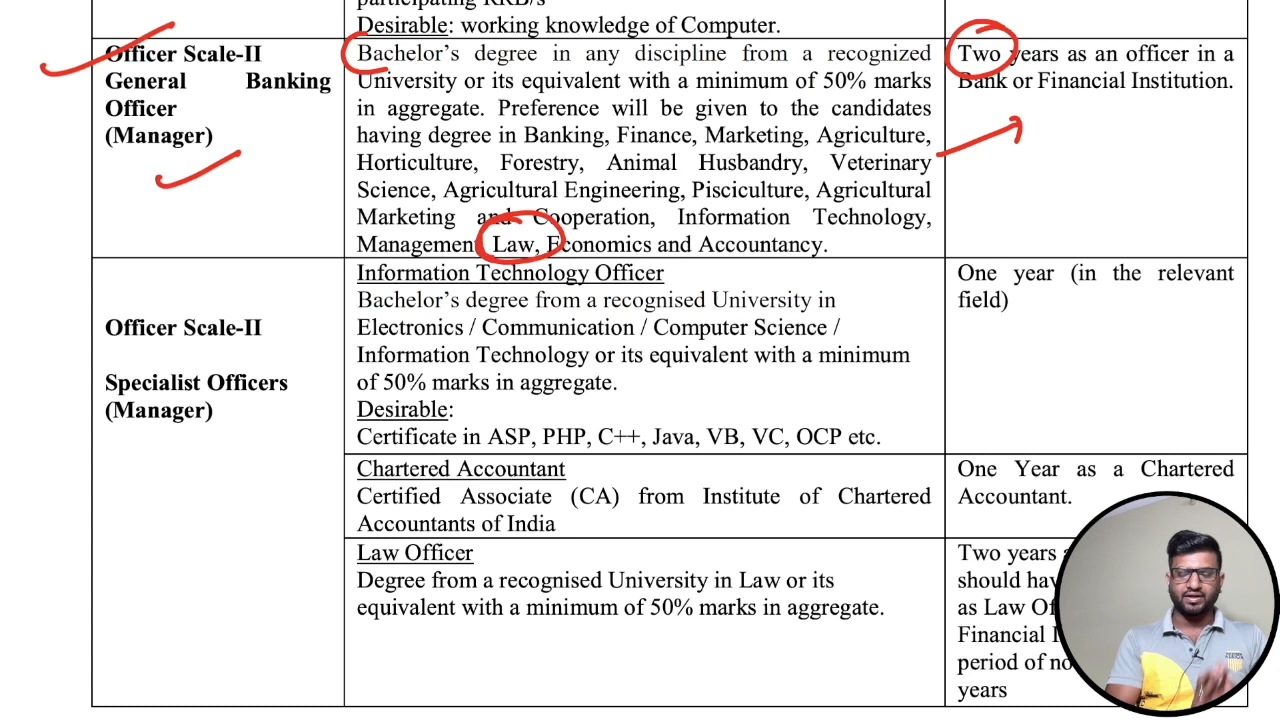 participating RRB/s
Desirable: working knowledge of Computer.
Officer Scale-II
General Banking
Officer
(Manager)
Bachelor's degree in any discipline from a recognized
University or its equivalent with a minimum of 50% marks
in aggregate. Preference will be given to the candidates
having degree in Banking, Finance, Marketing, Agriculture,
Horticulture, Forestry, Animal Husbandry, Veterinary
Science, Agricultural Engineering, Pisciculture, Agricultural
Marketing and Cooperation, Information Technology,
Management, Law, Economics and Accountancy.
Two years as an officer in a
Bank or Financial Institution.
Officer Scale-II
Specialist Officers
(Manager)
Information Technology Officer
Bachelor's degree from a recognised University in
Electronics / Communication / Computer Science /
Information Technology or its equivalent with a minimum
of 50% marks in aggregate.
Desirable:
Certificate in ASP, PHP, C++, Java, VB, VC, OCP etc.
One year (in the relevant
field)
Chartered Accountant
Certified Associate (CA) from Institute of Chartered
Accountants of India
One Year as a Chartered
Accountant.
Law Officer
Degree from a recognised University in Law or its
equivalent with a minimum of 50% marks in aggregate.
Two years
should
as Law
Financial
period of
years